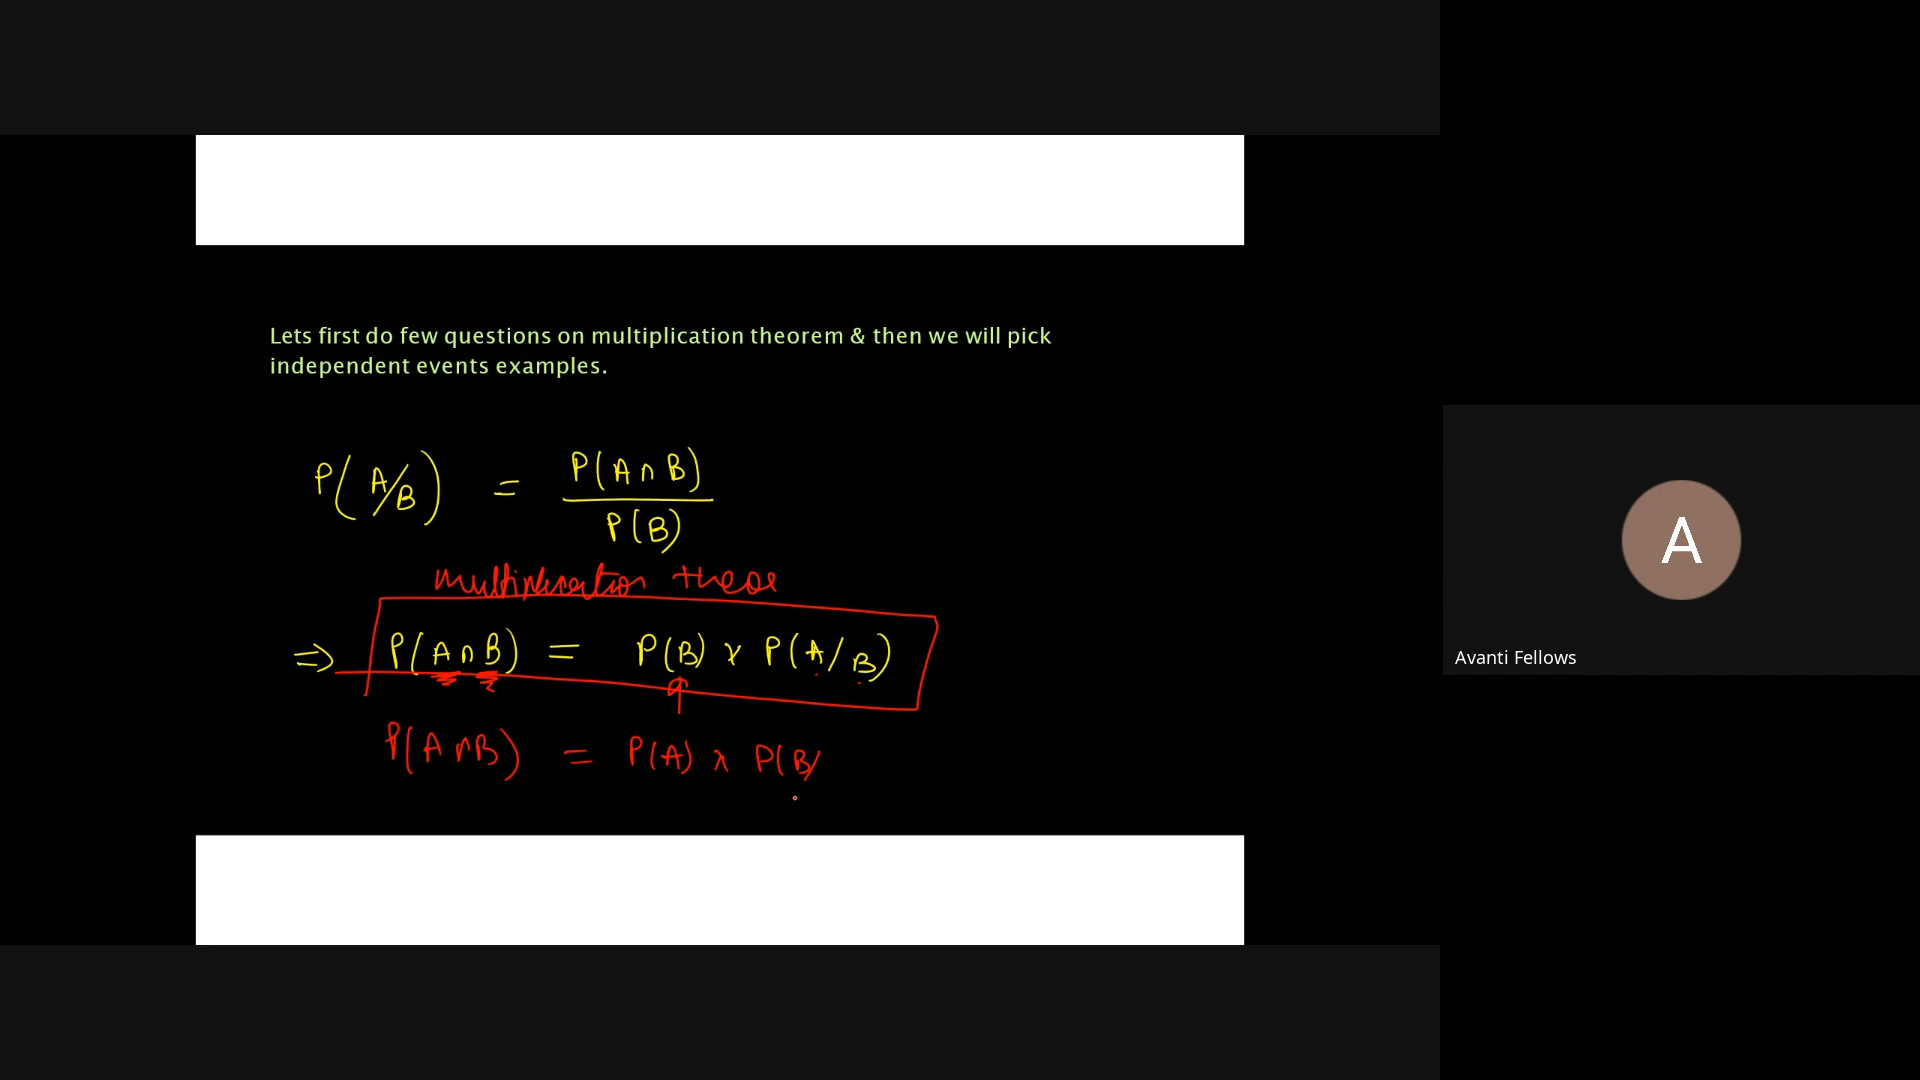 Lets first do few questions on multiplication theorem & then we will pick
independent events examples.
P(A/B) = P(A∩B)
P(B)
multiplication theor
⇒ P(A∩B) = P(B) x P(A/B)
P(A∩B) = P(A) x P(B/
A
Avanti Fellows